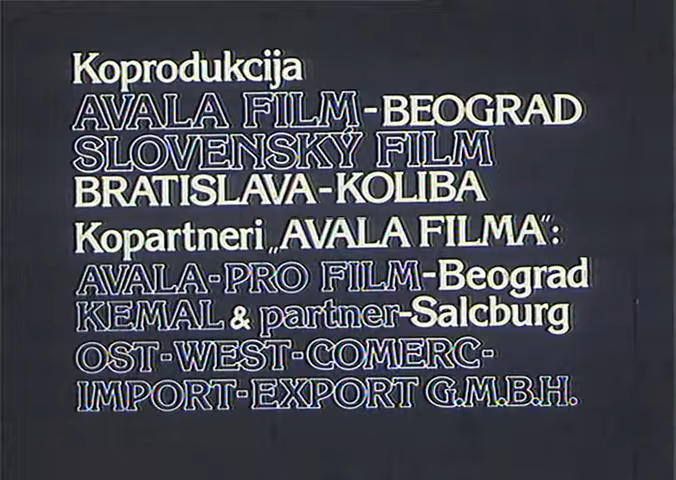 Koprodukcija
AVALA FILM-BEOGRAD
SLOVENSKÝ FILM
BRATISLAVA-KOLIBA
Kopartneri „AVALA FILMA“:
AVALA-PRO FILM-Beograd
KEMAL & partner-Salcburg
OST-WEST-COMERC-
IMPORT-EXPORT G.M.B.H.